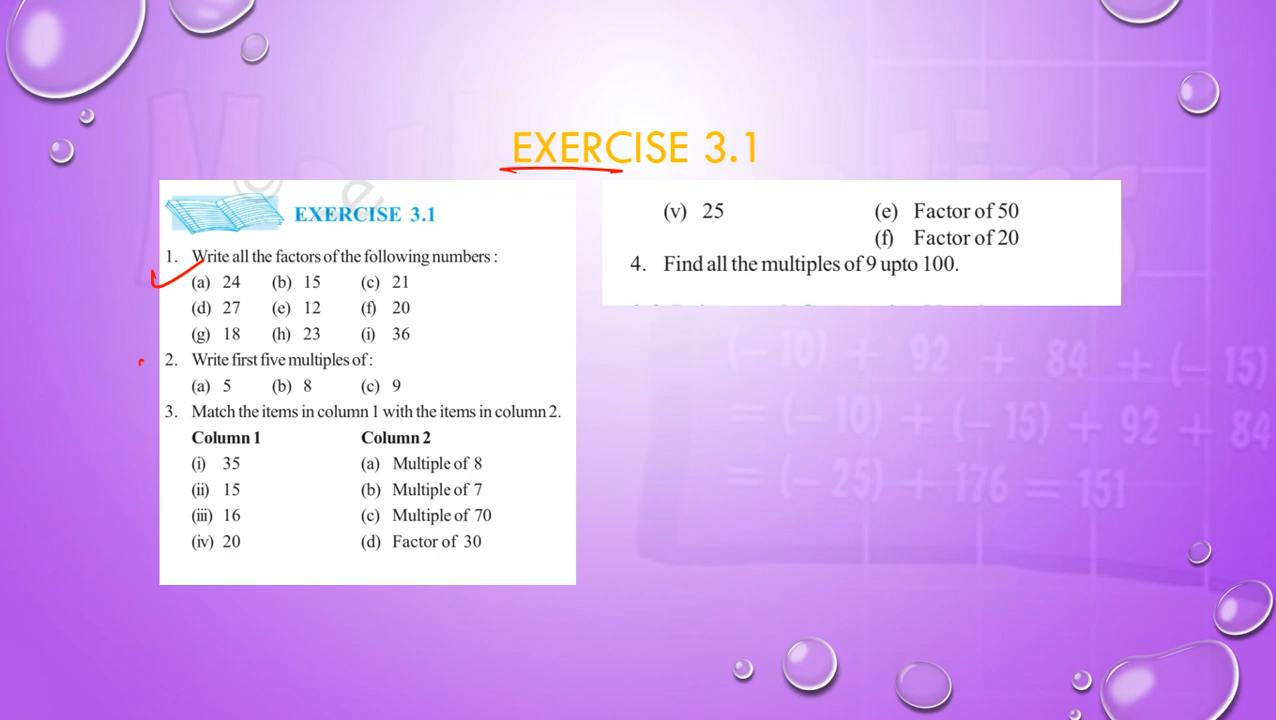 EXERCISE 3.1
EXERCISE 3.1
1. Write all the factors of the following numbers :
(a) 24 (b) 15 (c) 21
(d) 27 (e) 12 (f) 20
(g) 18 (h) 23 (i) 36
2. Write first five multiples of :
(a) 5 (b) 8 (c) 9
3. Match the items in column 1 with the items in column 2.
Column 1 Column 2
(i) 35 (a) Multiple of 8
(ii) 15 (b) Multiple of 7
(iii) 16 (c) Multiple of 70
(iv) 20 (d) Factor of 30
(v) 25 (e) Factor of 50
(f) Factor of 20
4. Find all the multiples of 9 upto 100.
(– 10) + 92 + 84 + (– 15)
= (– 10) + (– 15) + 92 + 84
= (– 25) + 176 = 151